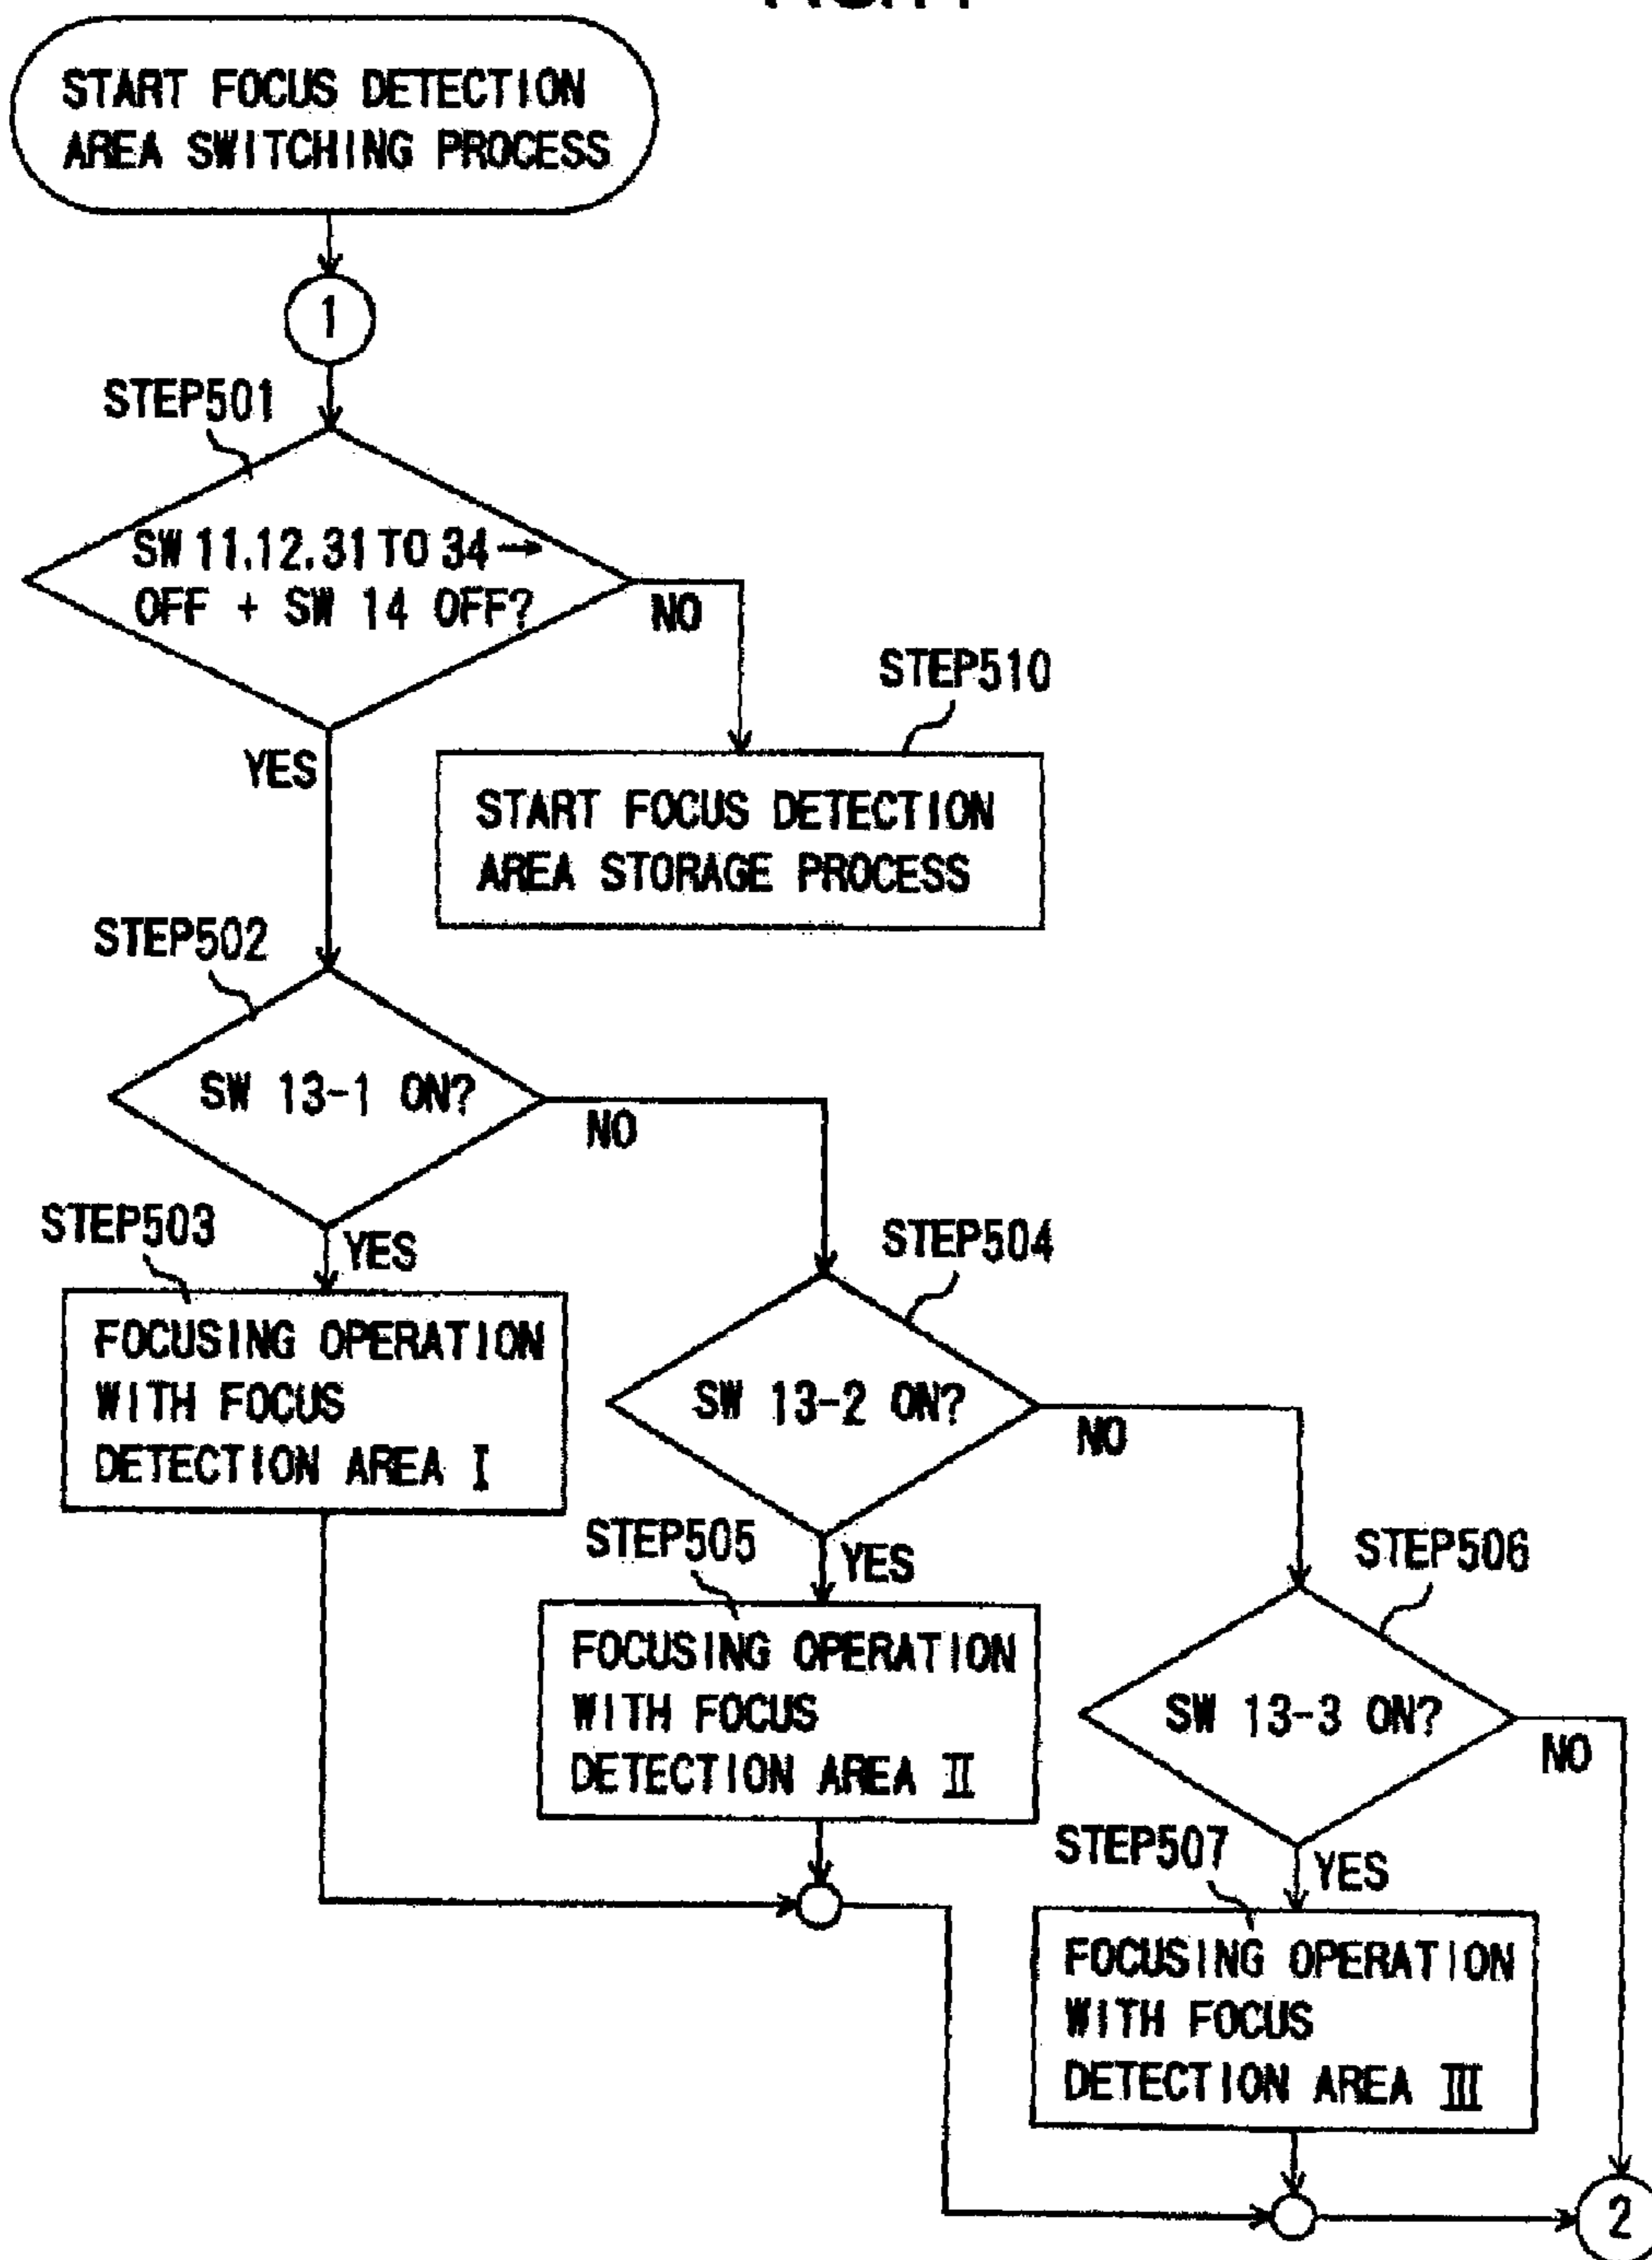 START FOCUS DETECTION
AREA SWITCHING PROCESS
1
STEP501
SW 11.12.31 TO 34→
OFF + SW 14 OFF?
NO
YES
STEP510
START FOCUS DETECTION
AREA STORAGE PROCESS
STEP502
SW 13-1 ON?
NO
YES
STEP503
FOCUSING OPERATION
WITH FOCUS
DETECTION AREA I
STEP504
SW 13-2 ON?
NO
YES
STEP505
FOCUSING OPERATION
WITH FOCUS
DETECTION AREA II
STEP506
SW 13-3 ON?
NO
YES
STEP507
FOCUSING OPERATION
WITH FOCUS
DETECTION AREA III
2